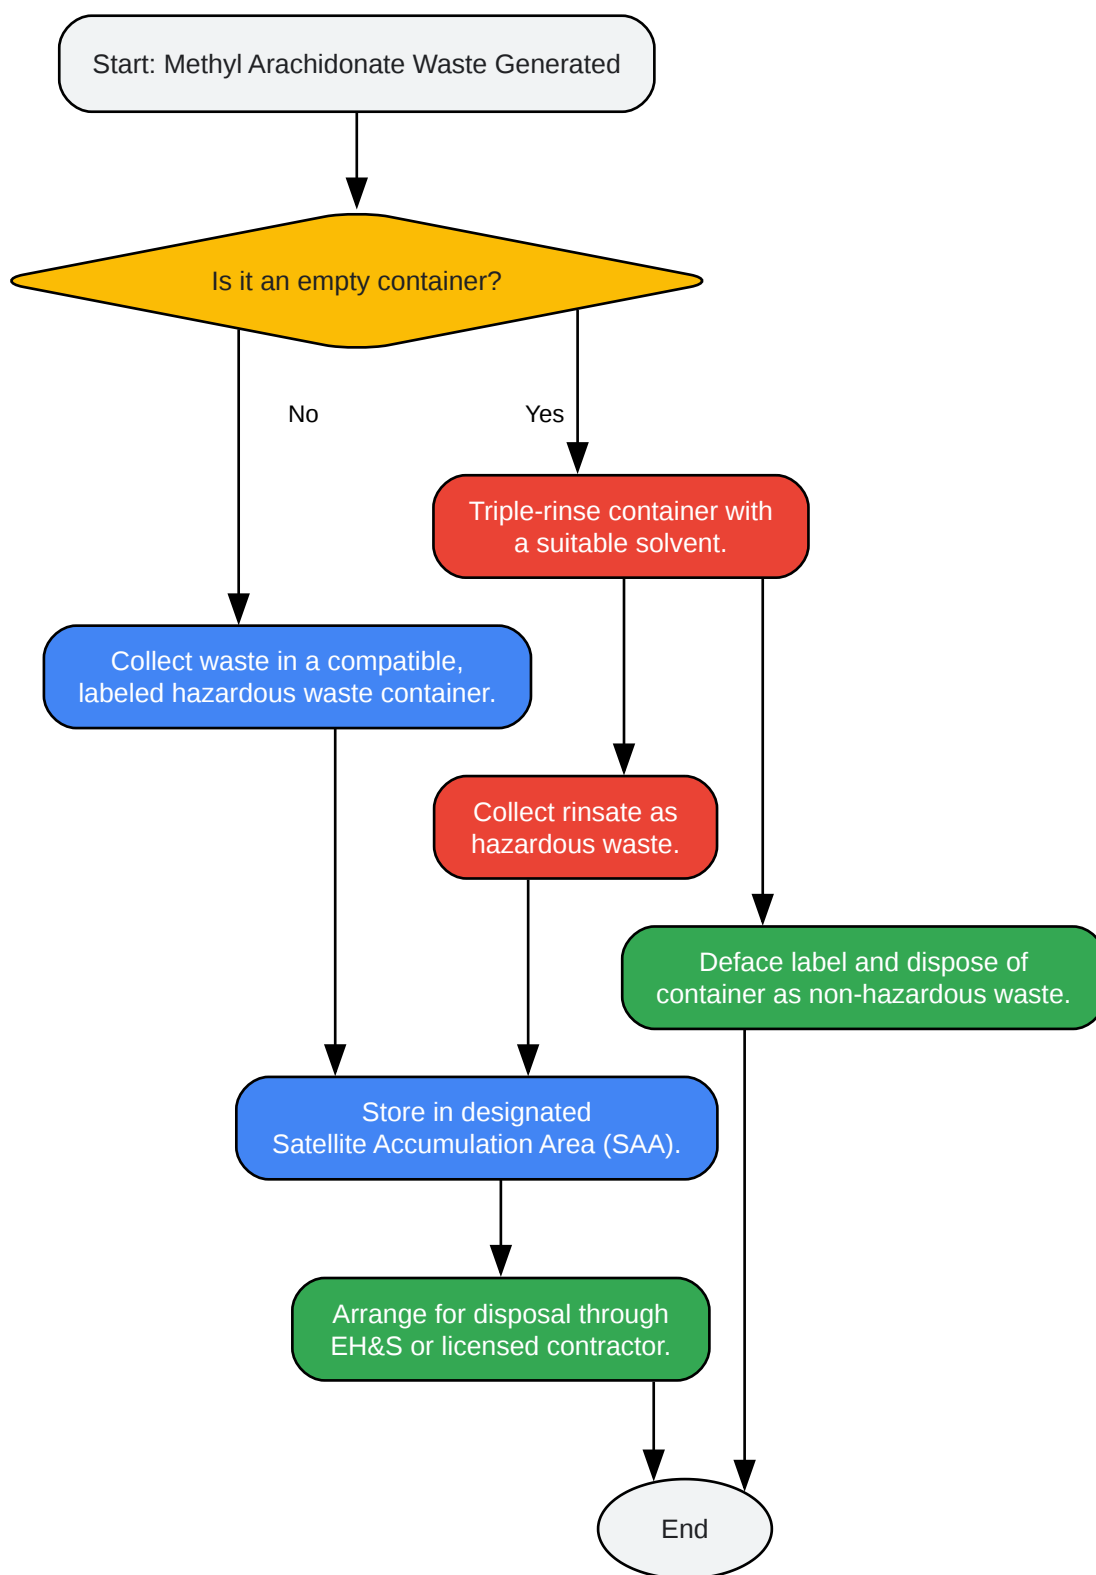 Start: Methyl Arachidonate Waste Generated
Is it an empty container?
No
Yes
Triple-rinse container with
a suitable solvent.
Collect waste in a compatible,
labeled hazardous waste container.
Collect rinsate as
hazardous waste.
Deface label and dispose of
container as non-hazardous waste.
Store in designated
Satellite Accumulation Area (SAA).
Arrange for disposal through
EH&S or licensed contractor.
End